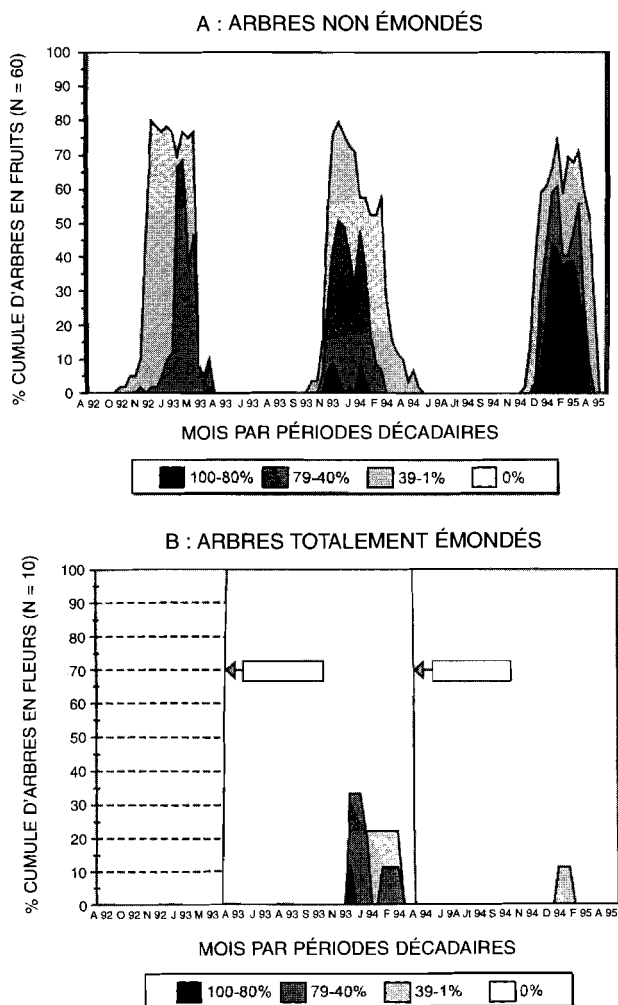 A : ARBRES NON ÉMONDÉS
% CUMULE D'ARBRES EN FRUITS (N = 60)
100
90
80
70
60
50
40
30
20
10
0
A 92 O 92 N 92 J 93 M 93 A 93 J 93 A 93 S 93 N 93 J 94 F 94 A 94 J 9A Jt 94 S 94 N 94 D 94 F 95 A 95
MOIS PAR PÉRIODES DÉCADAIRES
100-80% 79-40% 39-1% 0%
B : ARBRES TOTALEMENT ÉMONDÉS
% CUMULE D'ARBRES EN FLEURS (N = 10)
100
90
80
70
60
50
40
30
20
10
0
A 92 O 92 N 92 J 93 M 93 A 93 J 93 A 93 S 93 N 93 J 94 F 94 A 94 J 9A Jt 94 S 94 N 94 D 94 F 95 A 95
MOIS PAR PÉRIODES DÉCADAIRES
100-80% 79-40% 39-1% 0%